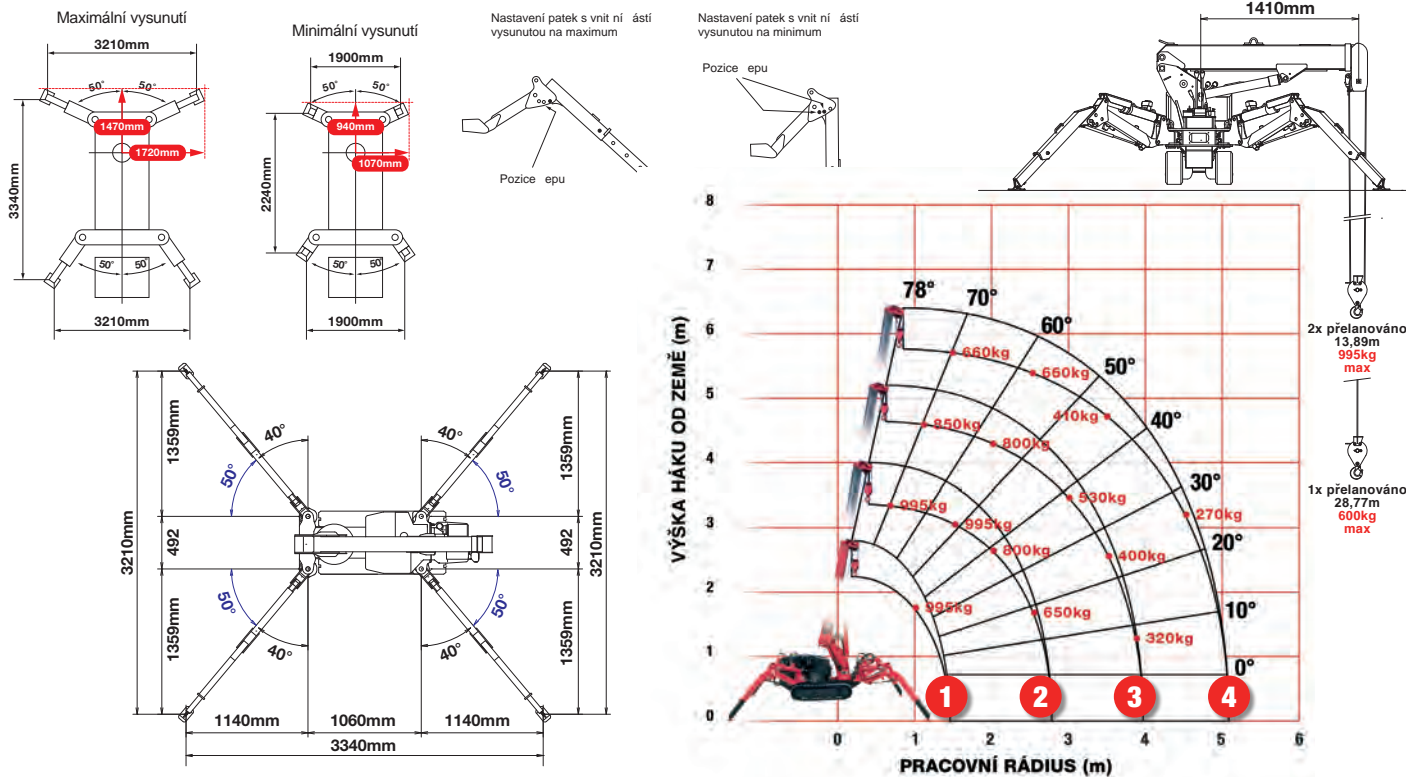 Maximální vysunutí
3210mm
50°
50°
1470mm
1720mm
3340mm
50°
50°
3210mm
Minimální vysunutí
1900mm
50°
50°
940mm
1070mm
2240mm
50°
50°
1900mm
Nastavení patek s vnit ní ástí
vysunutou na maximum
Pozice epu
Nastavení patek s vnit ní ástí
vysunutou na minimum
Pozice epu
1410mm
2x přelanováno
13,89m
995kg
max
1x přelanováno
28,77m
600kg
max
40°
40°
50°
50°
1359mm
1359mm
3210mm
492
492
3210mm
50°
50°
1359mm
1359mm
40°
40°
1140mm
1060mm
1140mm
3340mm
VÝŠKA HÁKU OD ZEMĚ (m)
8
7
6
5
4
3
2
1
0
78°
70°
60°
50°
40°
30°
20°
10°
0°
660kg
660kg
410kg
270kg
850kg
800kg
530kg
400kg
320kg
995kg
995kg
800kg
650kg
995kg
1
2
3
4
0
1
2
3
4
5
6
PRACOVNÍ RÁDIUS (m)